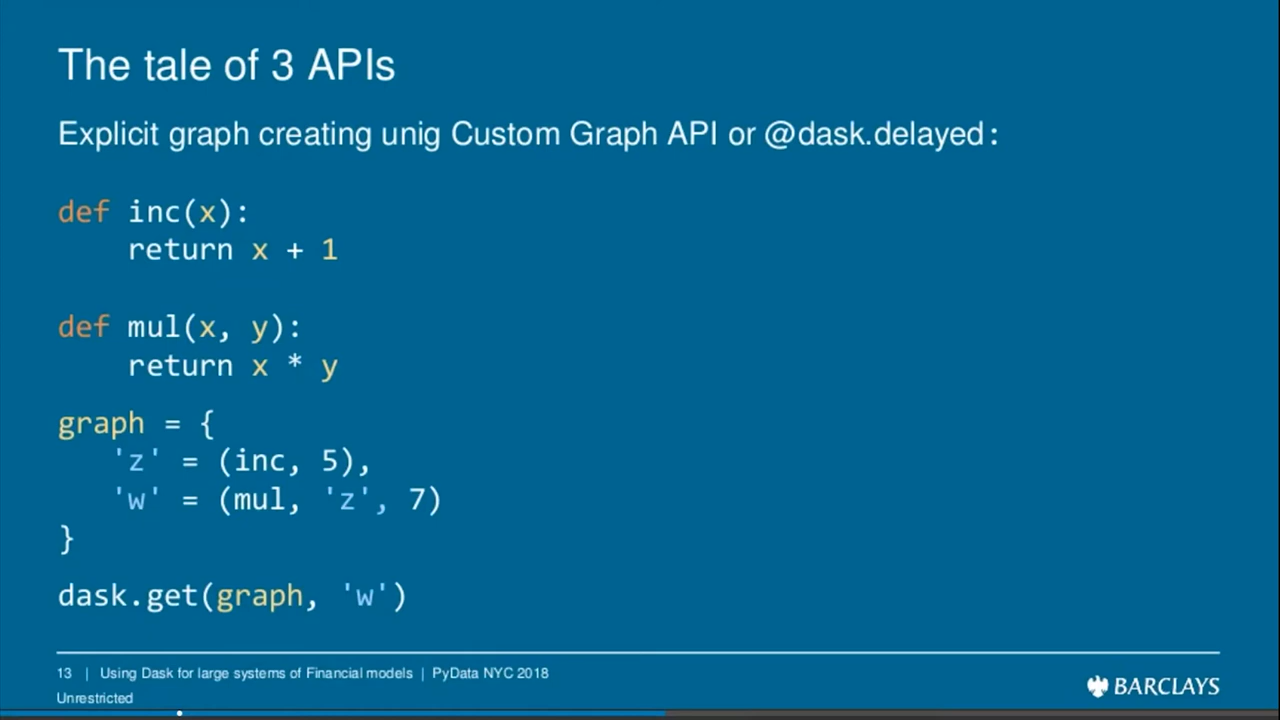 The tale of 3 APIs
Explicit graph creating unig Custom Graph API or @dask.delayed:
def inc(x):
    return x + 1
def mul(x, y):
    return x * y
graph = {
   'z' = (inc, 5),
   'w' = (mul, 'z', 7)
}
dask.get(graph, 'w')
13 | Using Dask for large systems of Financial models | PyData NYC 2018
Unrestricted
BARCLAYS